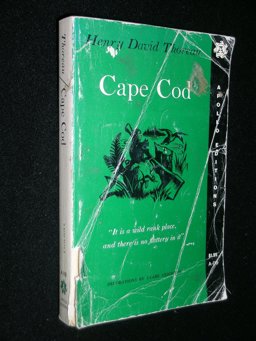 Henry David Thoreau
Cape Cod
"It is a wild rank place,
and there is no flattery in it"
APOLLO EDITIONS
Thoreau
Cape Cod